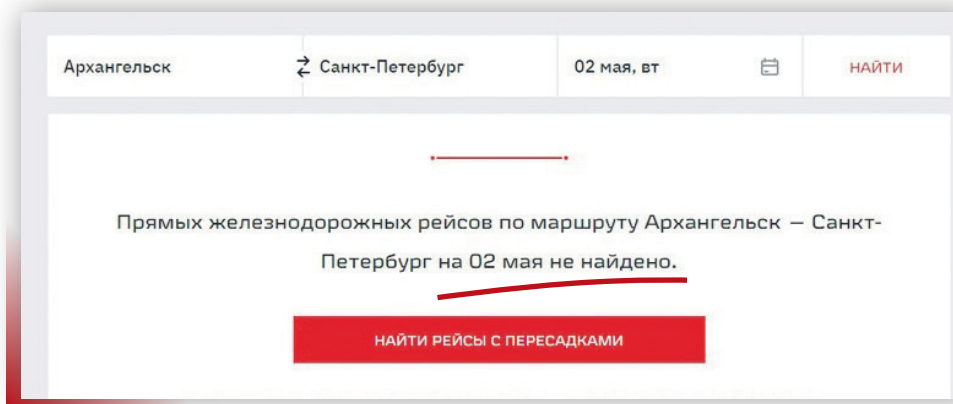 Архангельск Санкт-Петербург 02 мая, вт НАЙТИ
Прямых железнодорожных рейсов по маршруту Архангельск – Санкт-
Петербург на 02 мая не найдено.
НАЙТИ РЕЙСЫ С ПЕРЕСАДКАМИ